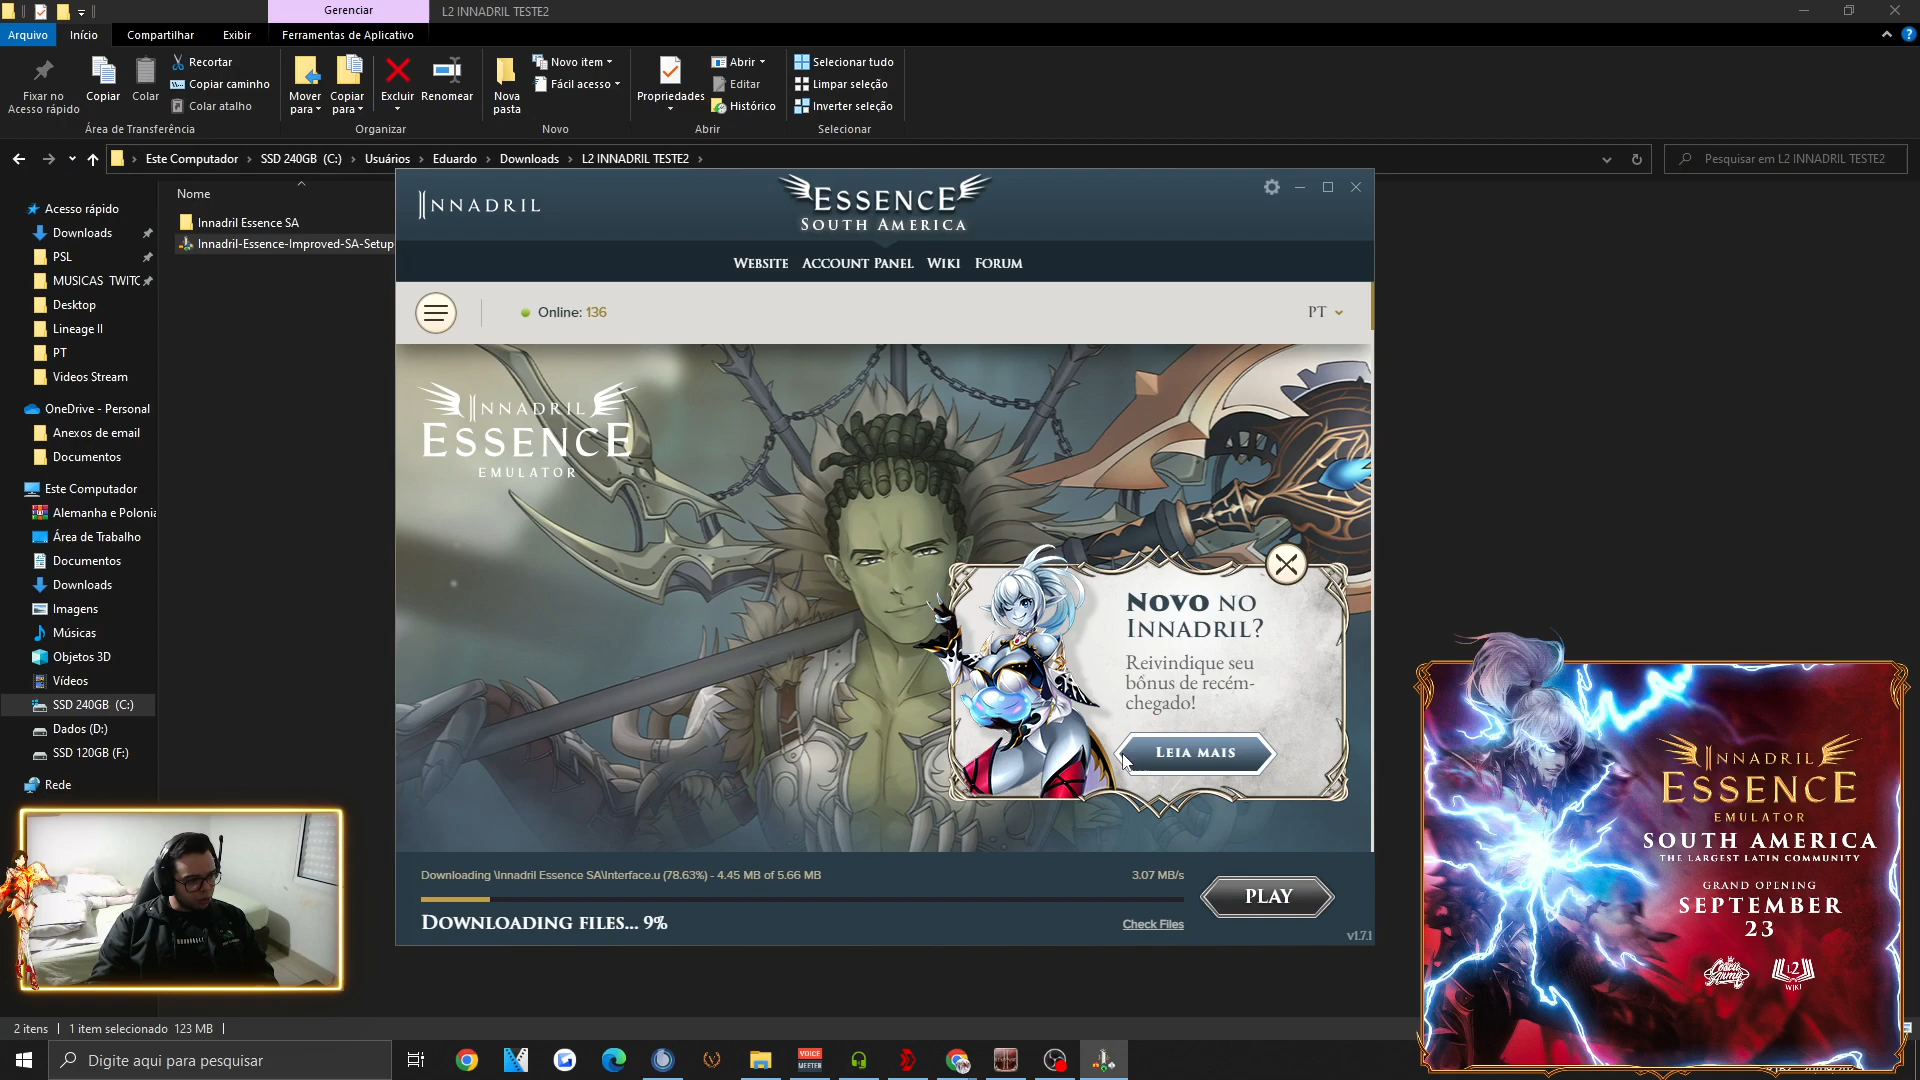 Gerenciar
L2 INNADRIL TESTE2
Arquivo
Início
Compartilhar
Exibir
Ferramentas de Aplicativo
Fixar no
Acesso rápido
Copiar
Colar
Recortar
Copiar caminho
Colar atalho
Área de Transferência
Mover
para
Copiar
para
Excluir
Renomear
Organizar
Nova
pasta
Novo item
Fácil acesso
Novo
Propriedades
Abrir
Editar
Histórico
Abrir
Selecionar tudo
Limpar seleção
Inverter seleção
Selecionar
Este Computador
SSD 240GB (C:)
Usuários
Eduardo
Downloads
L2 INNADRIL TESTE2
Pesquisar em L2 INNADRIL TESTE2
Nome
Innadril Essence SA
Innadril-Essence-Improved-SA-Setup
Acesso rápido
Downloads
PSL
MUSICAS TWITC
Desktop
Lineage II
PT
Videos Stream
OneDrive - Personal
Anexos de email
Documentos
Este Computador
Alemanha e Polonia
Área de Trabalho
Documentos
Downloads
Imagens
Músicas
Objetos 3D
Vídeos
SSD 240GB (C:)
Dados (D:)
SSD 120GB (F:)
Rede
INNADRIL
ESSENCE
SOUTH AMERICA
WEBSITE
ACCOUNT PANEL
WIKI
FORUM
Online: 136
PT
INNADRIL
ESSENCE
EMULATOR
NOVO NO
INNADRIL?
Reivindique seu
bônus de recém-
chegado!
LEIA MAIS
Downloading \Innadril Essence SA\Interface.u (78.63%) - 4.45 MB of 5.66 MB
3.07 MB/s
DOWNLOADING FILES... 9%
Check Files
PLAY
v1.7.1
INNADRIL
ESSENCE
EMULATOR
SOUTH AMERICA
THE LARGEST LATIN COMMUNITY
GRAND OPENING
SEPTEMBER
23
L2
WIKI
2 itens
1 item selecionado 123 MB
Digite aqui para pesquisar
VOICE
MEETER